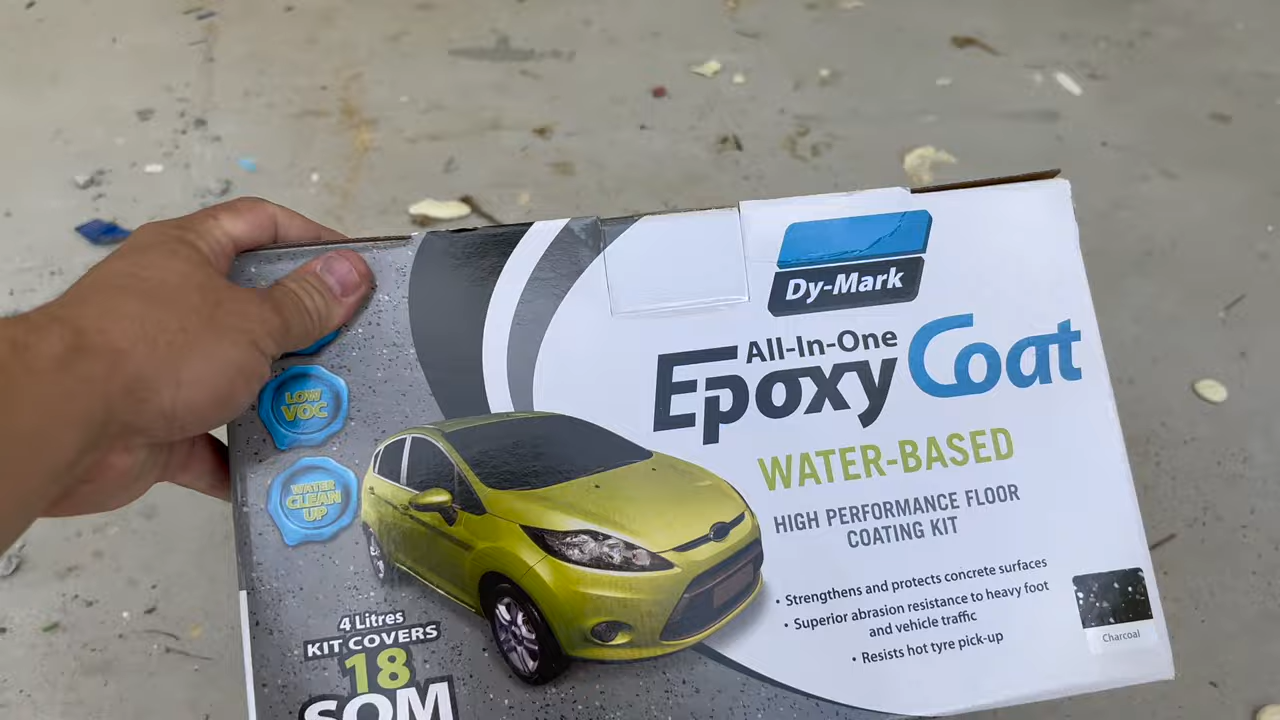 Dy-Mark
All-In-One
Epoxy Coat
WATER-BASED
HIGH PERFORMANCE FLOOR
COATING KIT
• Strengthens and protects concrete surfaces
• Superior abrasion resistance to heavy foot
and vehicle traffic
• Resists hot tyre pick-up
Charcoal
LOW
VOC
WATER
CLEAN
UP
4 Litres
KIT COVERS
18
SQM